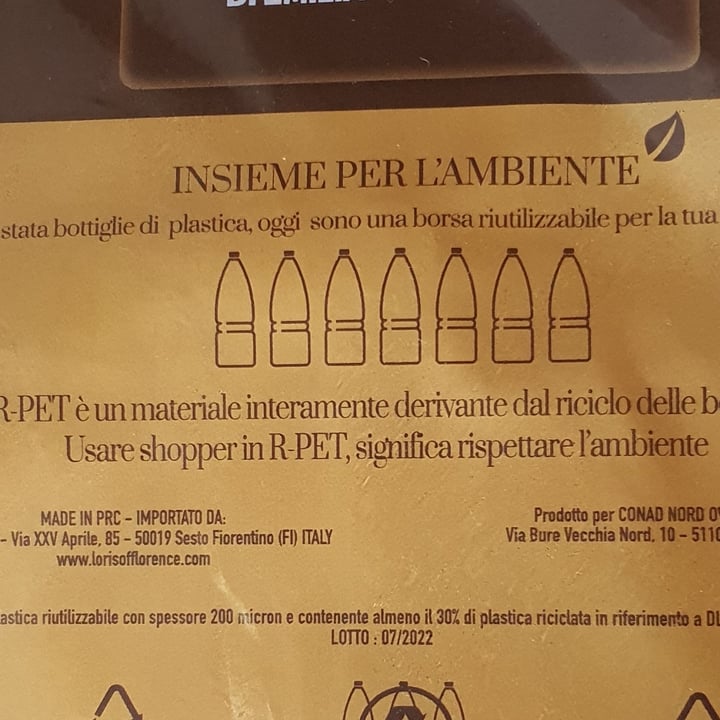 INSIEME PER L'AMBIENTE
stata bottiglie di plastica, oggi sono una borsa riutilizzabile per la tua
R-PET è un materiale interamente derivante dal riciclo delle
Usare shopper in R-PET, significa rispettare l'ambiente
MADE IN PRC – IMPORTATO DA:
– Via XXV Aprile, 85 – 50019 Sesto Fiorentino (FI) ITALY
www.lorisofflorence.com
Prodotto per CONAD NORD
Via Bure Vecchia Nord, 10 – 511
astica riutilizzabile con spessore 200 micron e contenente almeno il 30% di plastica riciclata in riferimento a
LOTTO : 07/2022